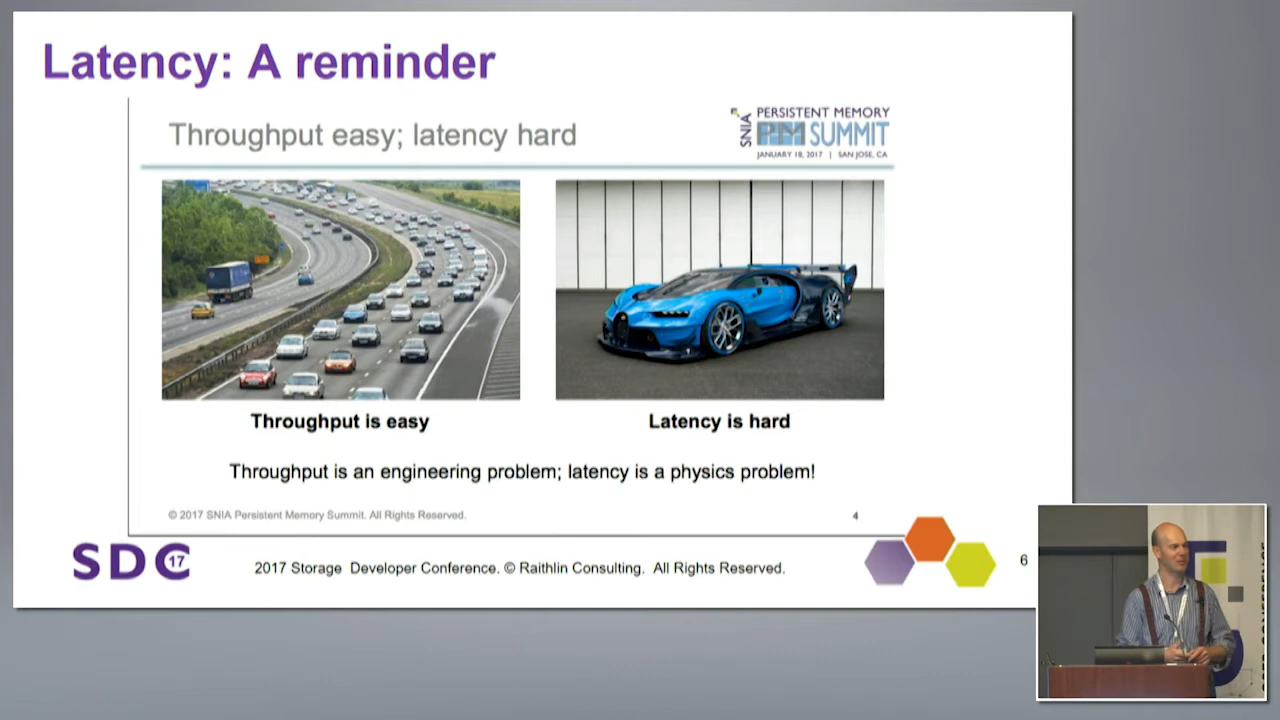 Latency: A reminder
Throughput easy; latency hard
SNIA
PERSISTENT MEMORY
PM SUMMIT
JANUARY 18, 2017 | SAN JOSE, CA
Throughput is easy
Latency is hard
Throughput is an engineering problem; latency is a physics problem!
© 2017 SNIA Persistent Memory Summit. All Rights Reserved.
4
SDC 17
2017 Storage Developer Conference. © Raithlin Consulting. All Rights Reserved.
6